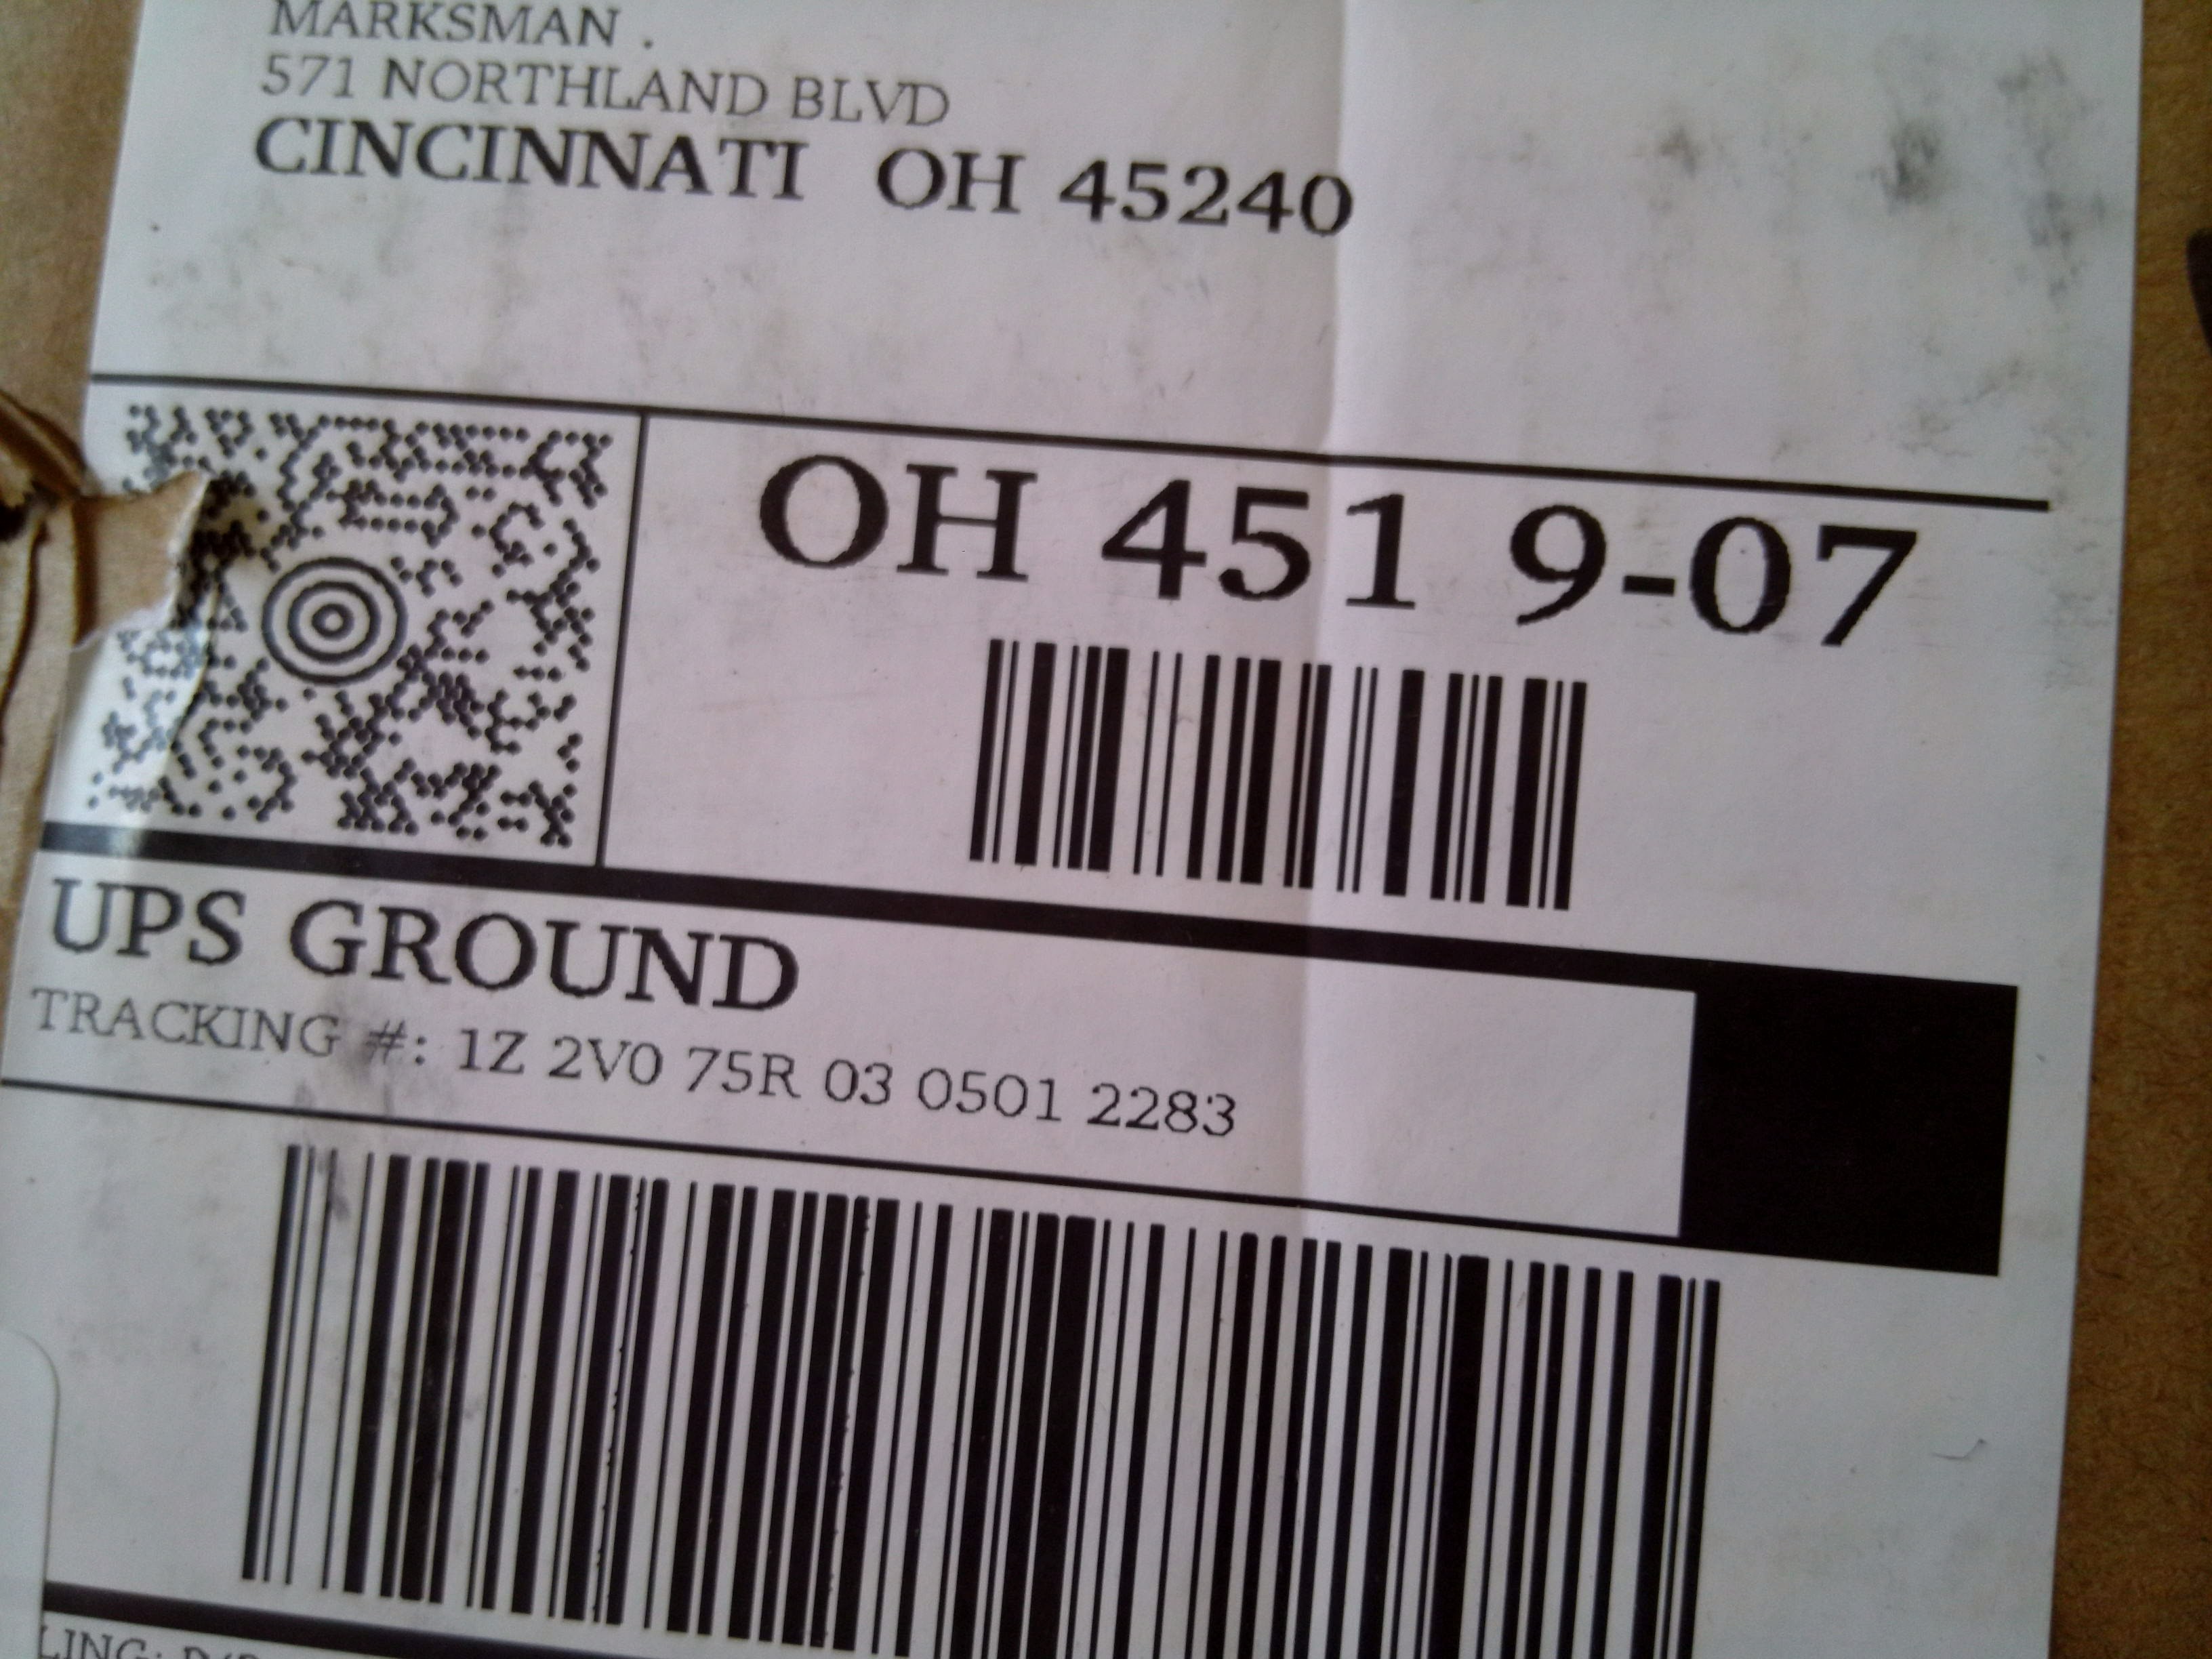 MARKSMAN .
571 NORTHLAND BLVD
CINCINNATI OH 45240
OH 451 9-07
UPS GROUND
TRACKING #: 1Z 2V0 75R 03 0501 2283